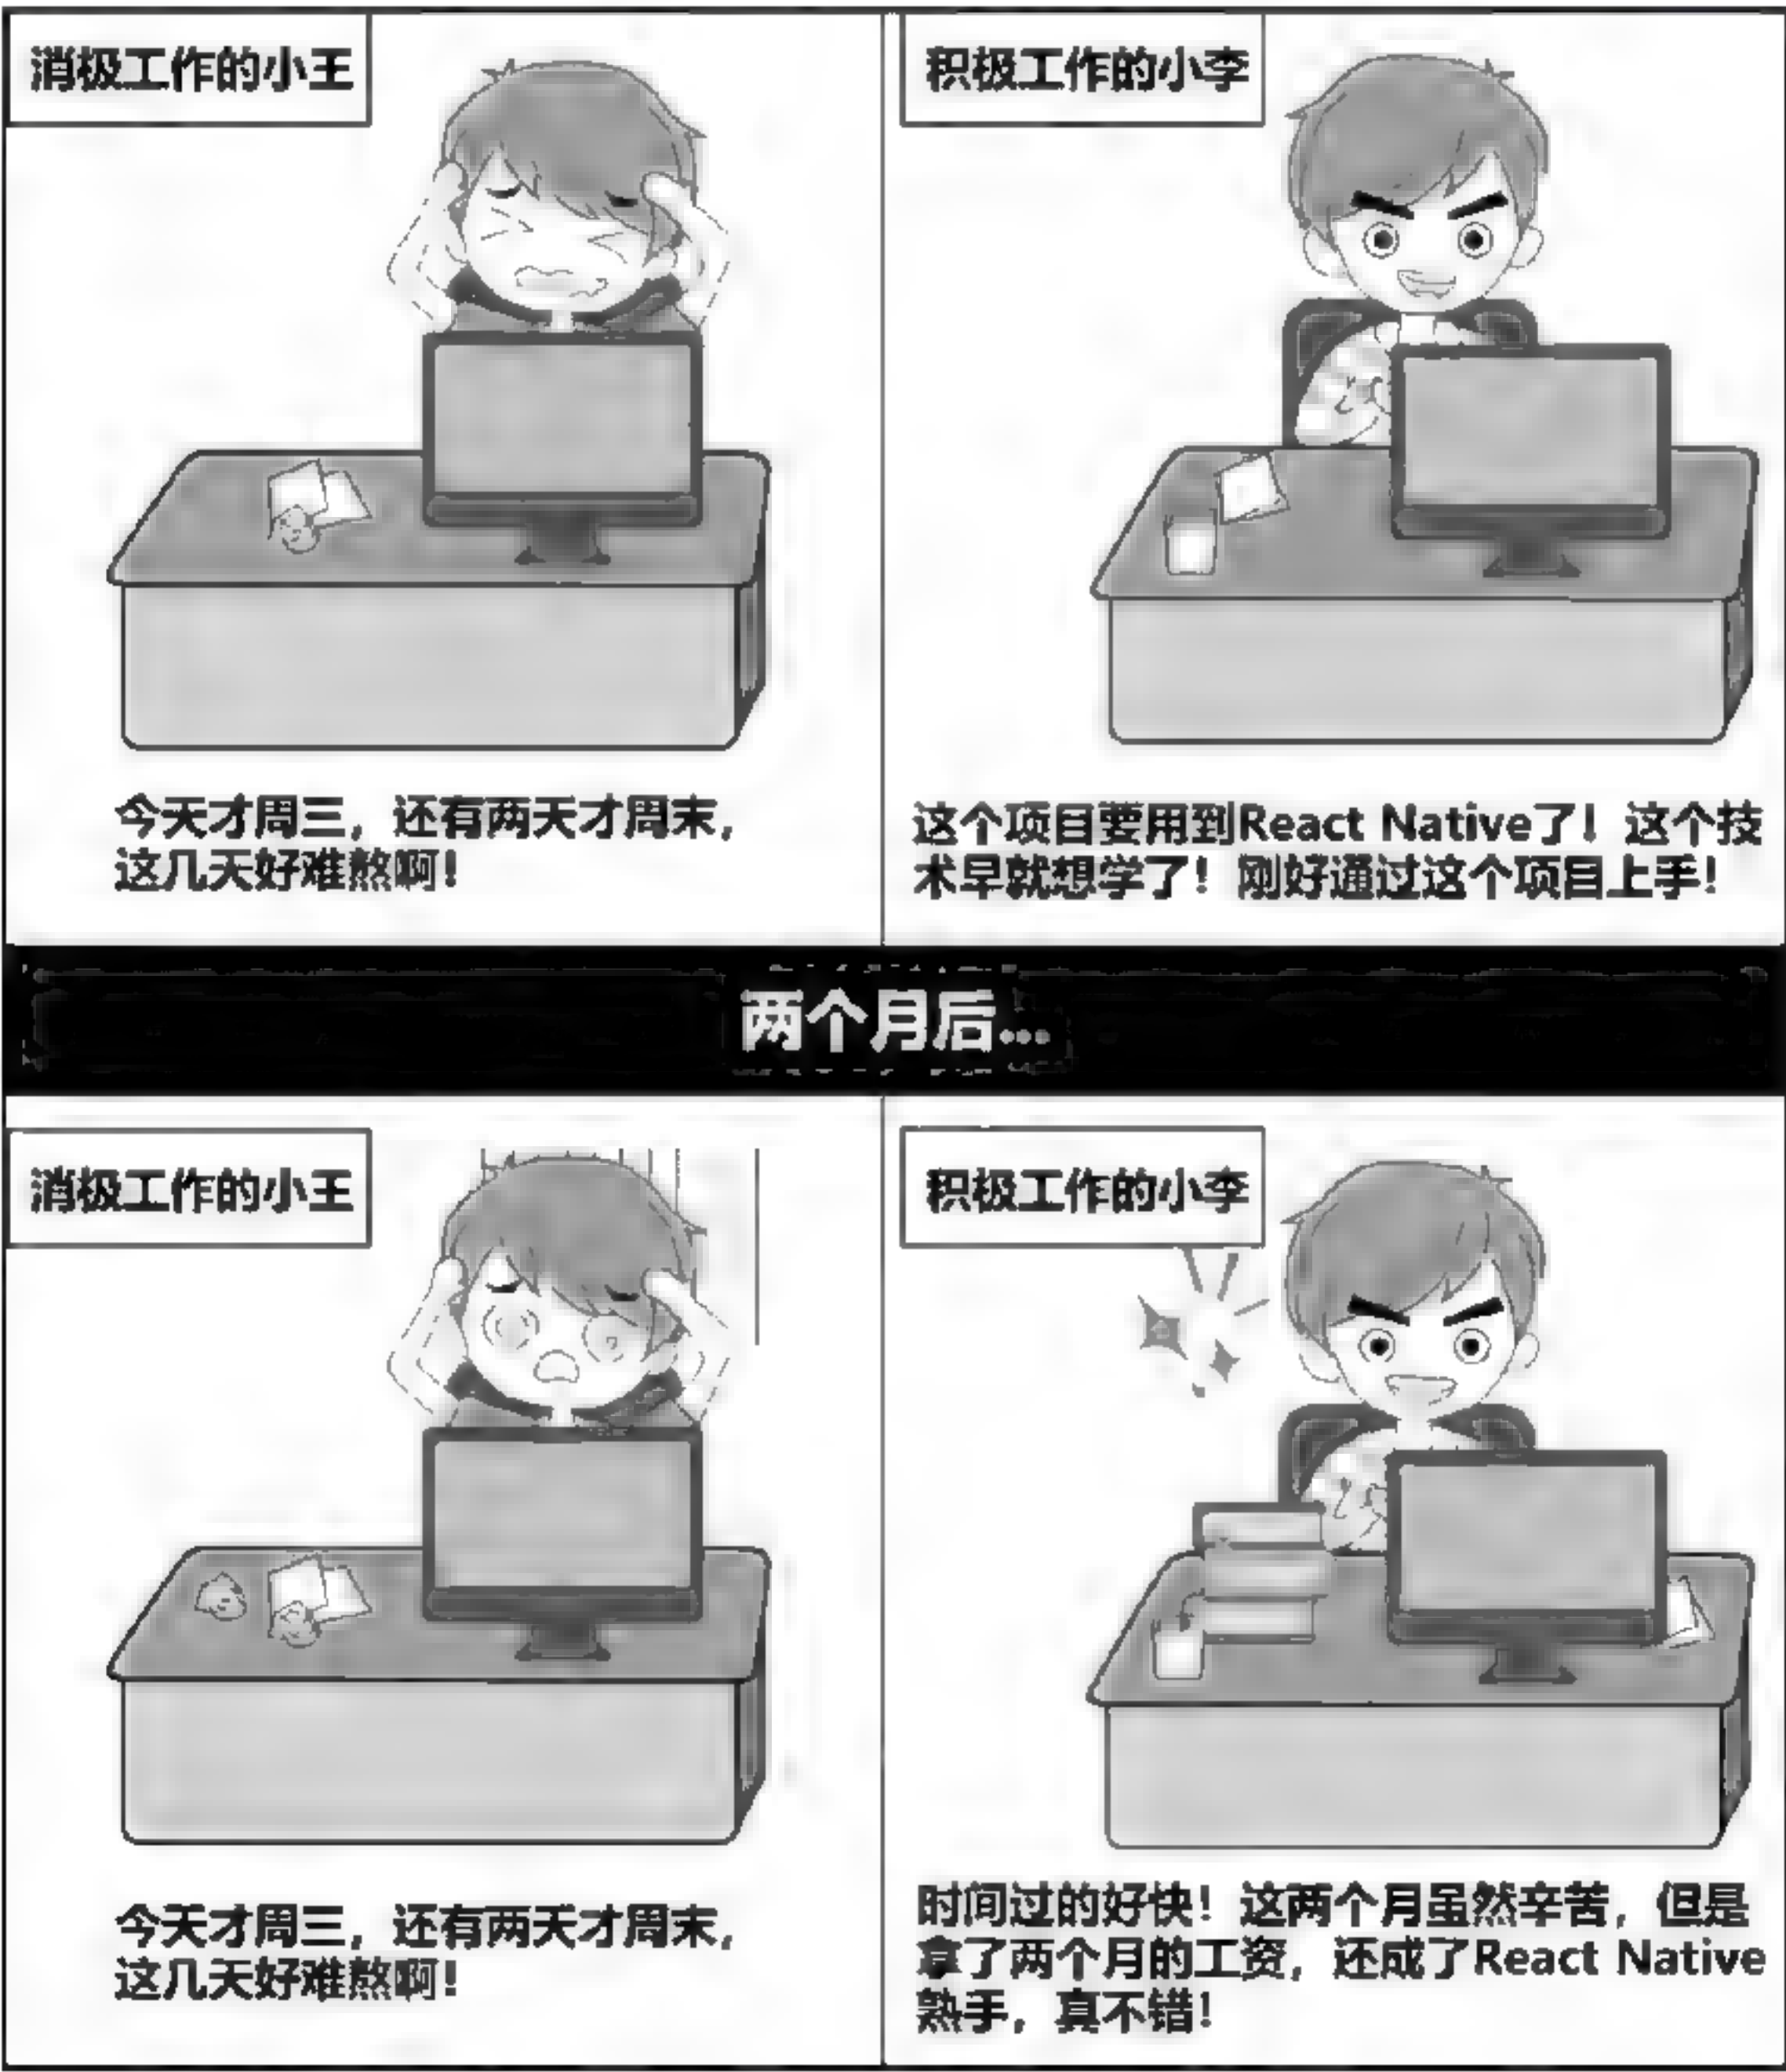 消极工作的小王
积极工作的小李
今天才周三，还有两天才周末，
这几天好难熬啊！
这个项目要用到React Native了！这个技
术早就想学了！刚好通过这个项目上手！
两个月后...
消极工作的小王
积极工作的小李
今天才周三，还有两天才周末，
这几天好难熬啊！
时间过的好快！这两个月虽然辛苦，但是
拿了两个月的工资，还成了React Native
熟手，真不错！